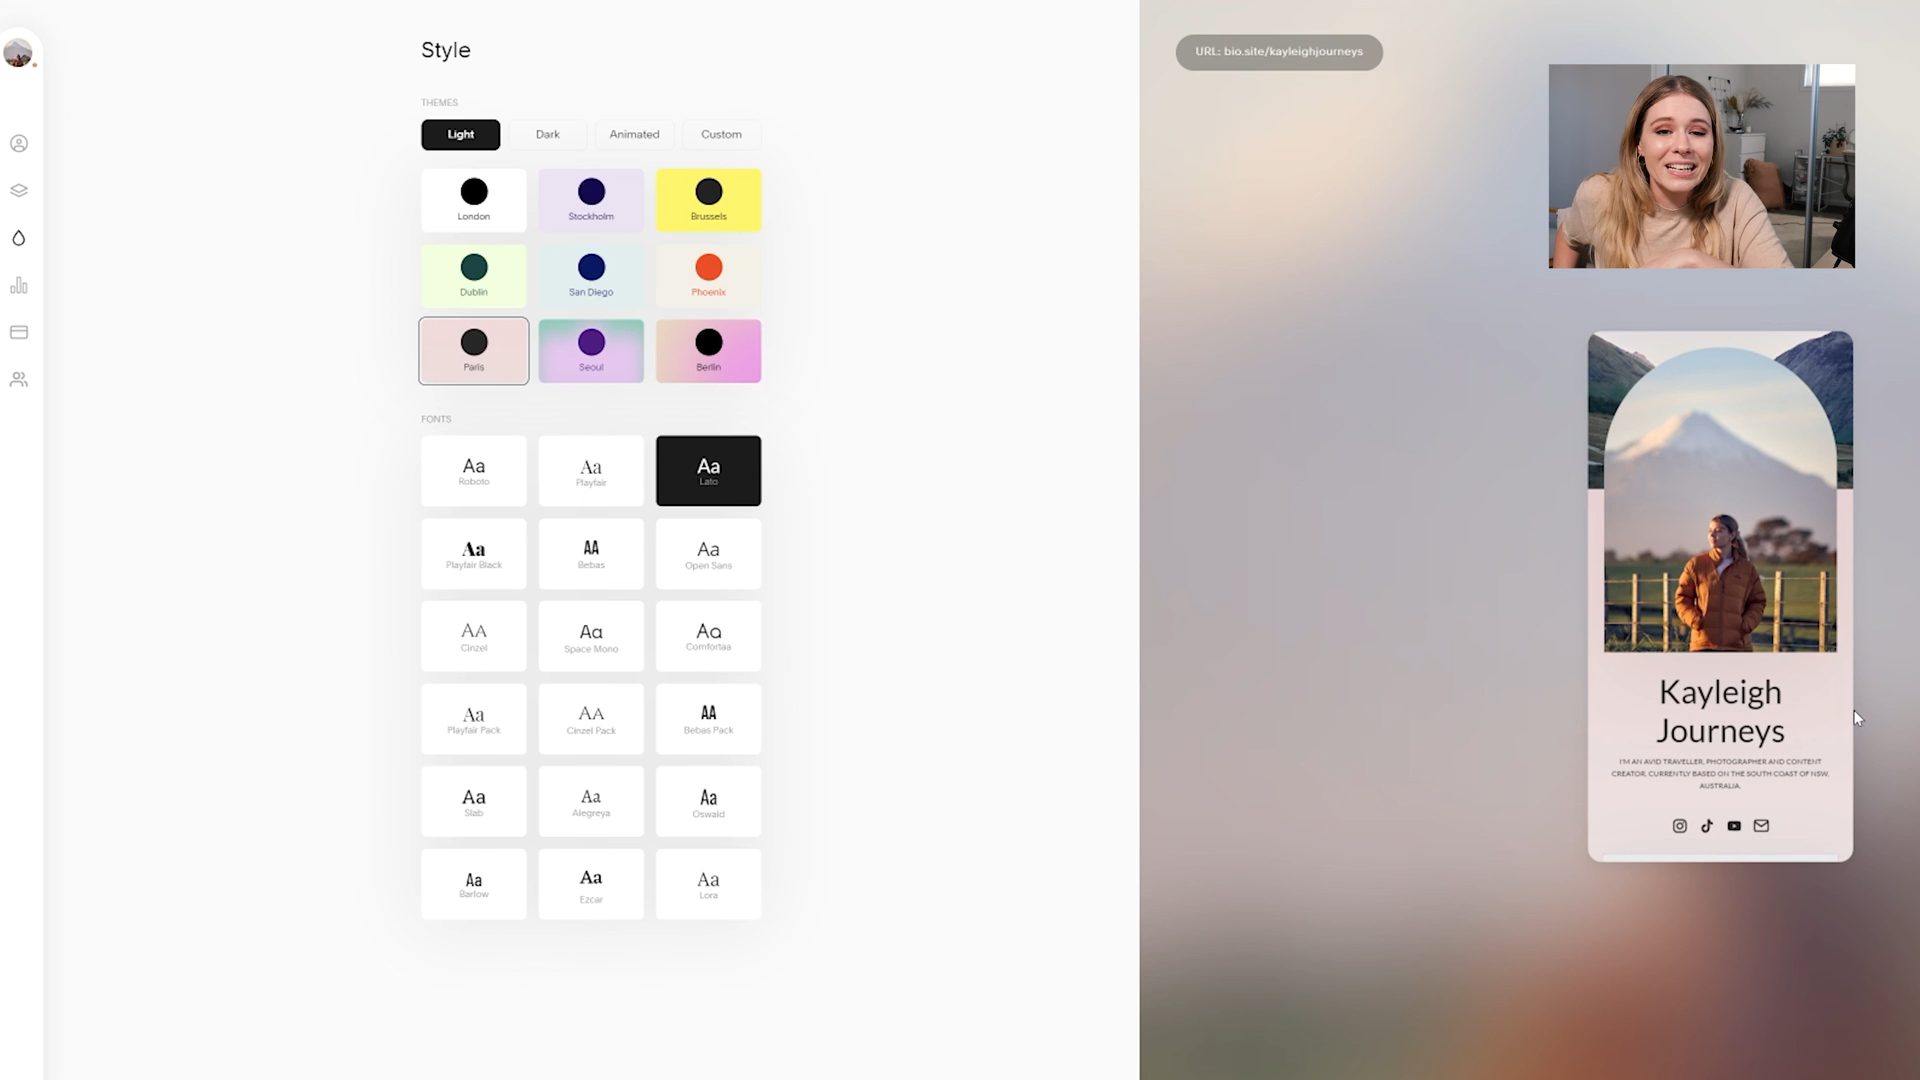 Style
THEMES
Light
Dark
Animated
Custom
London
Stockholm
Brussels
Dublin
San Diego
Phoenix
Paris
Seoul
Berlin
FONTS
Aa
Roboto
Aa
Playfair
Aa
Lato
Aa
Playfair Black
AA
Bebas
Aa
Open Sans
AA
Cinzel
Aa
Space Mono
Aa
Comfortaa
Aa
Playfair Pack
AA
Cinzel Pack
AA
Bebas Pack
Aa
Slab
Aa
Alegreya
Aa
Oswald
Aa
Barlow
Aa
Ezcar
Aa
Lora
URL: bio.site/kayleighjourneys
Kayleigh
Journeys
I'M AN AVID TRAVELLER, PHOTOGRAPHER AND CONTENT
CREATOR. CURRENTLY BASED ON THE SOUTH COAST OF NSW,
AUSTRALIA.